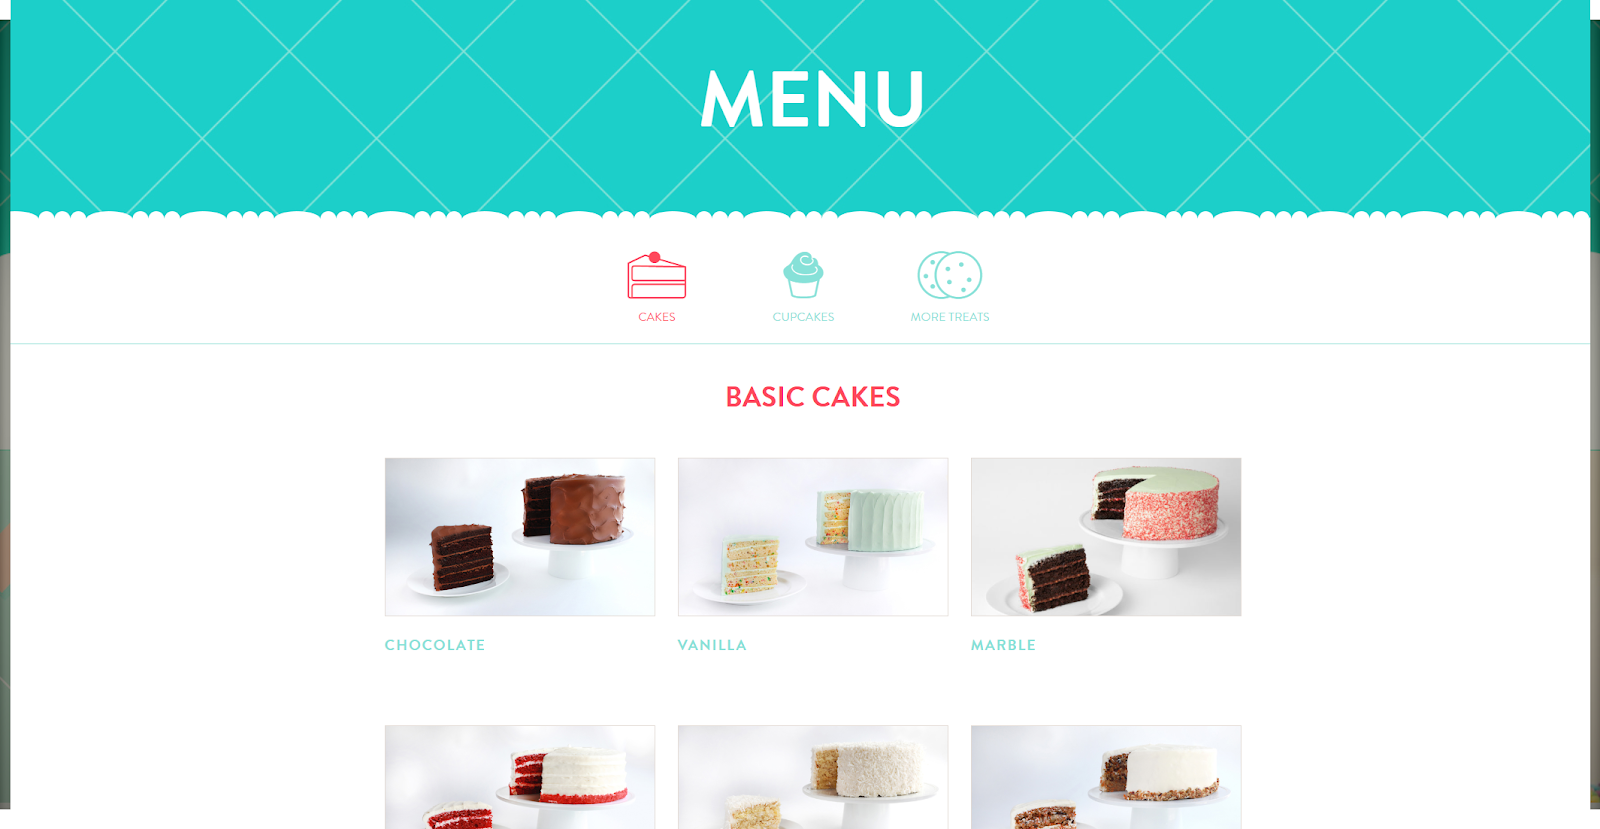 MENU
CAKES
CUPCAKES
MORE TREATS
BASIC CAKES
CHOCOLATE
VANILLA
MARBLE